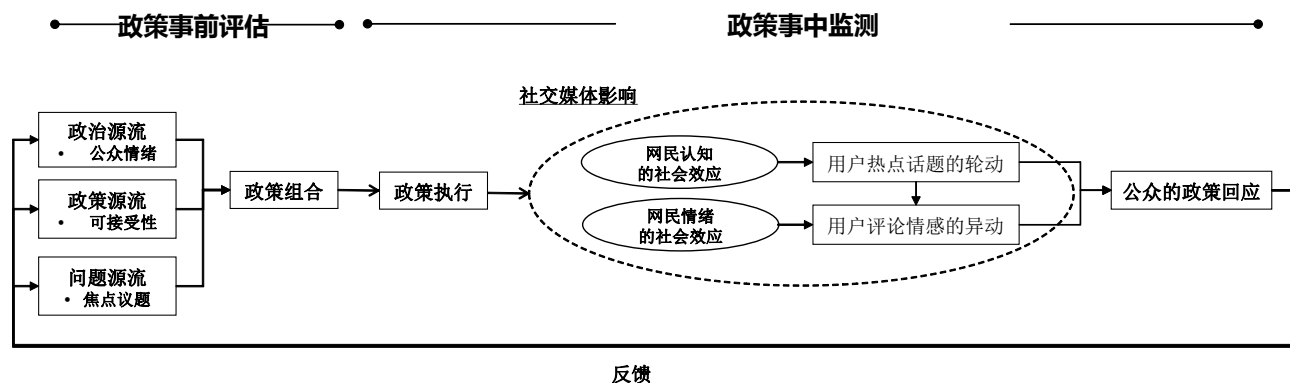 政策事前评估
政策事中监测
社交媒体影响
政治源流
• 公众情绪
政策源流
• 可接受性
问题源流
• 焦点议题
政策组合
政策执行
网民认知
的社会效应
用户热点话题的轮动
网民情绪
的社会效应
用户评论情感的异动
公众的政策回应
反馈